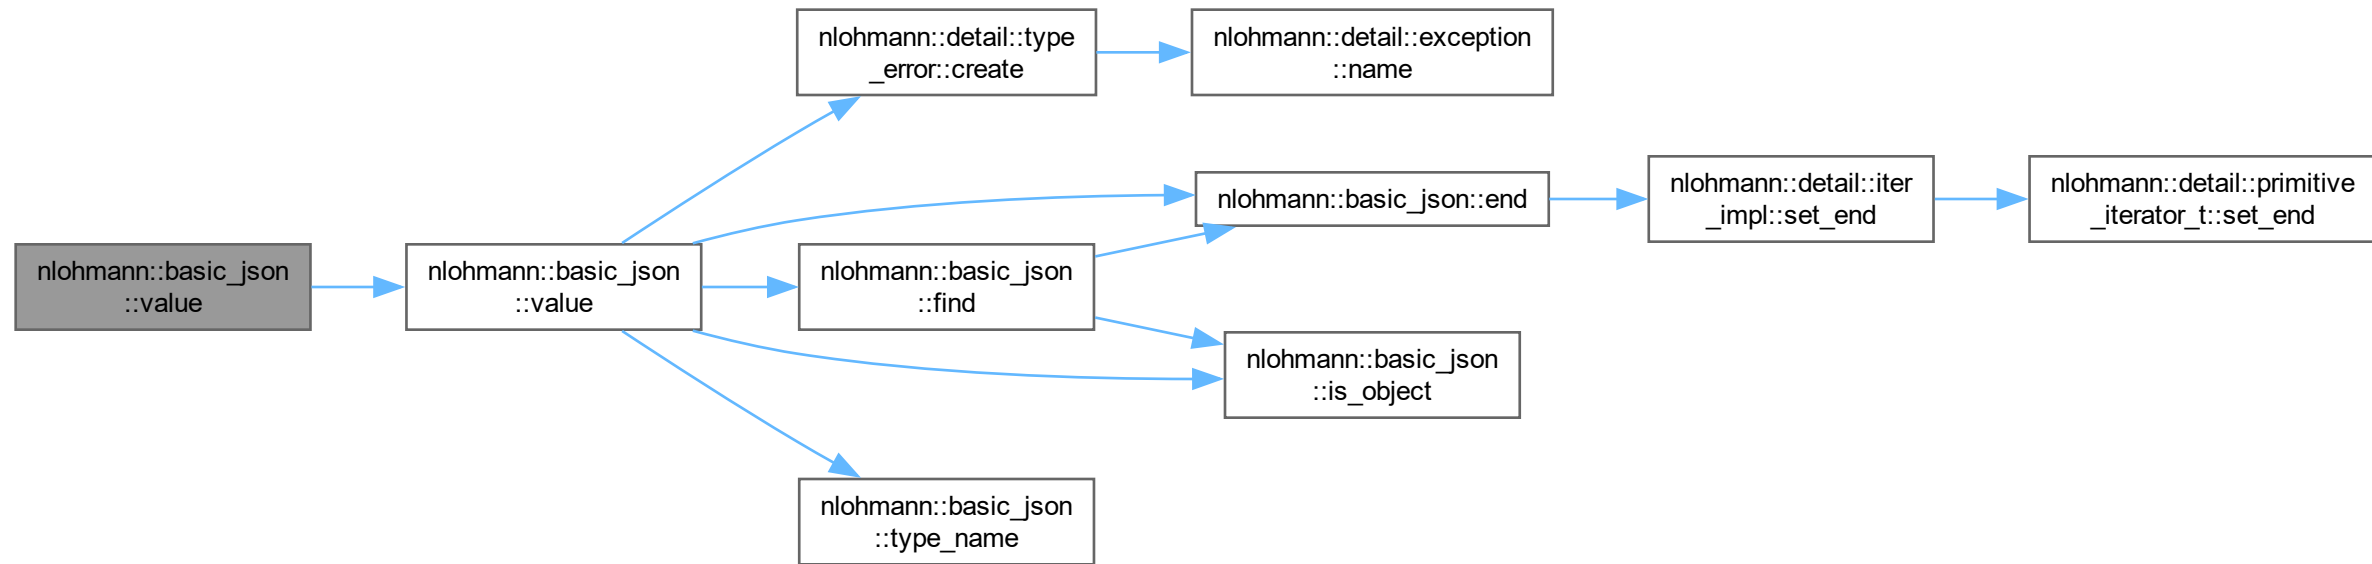 nlohmann::basic_json
::value
nlohmann::basic_json
::value
nlohmann::detail::type
_error::create
nlohmann::detail::exception
::name
nlohmann::basic_json::end
nlohmann::detail::iter
_impl::set_end
nlohmann::detail::primitive
_iterator_t::set_end
nlohmann::basic_json
::find
nlohmann::basic_json
::is_object
nlohmann::basic_json
::type_name